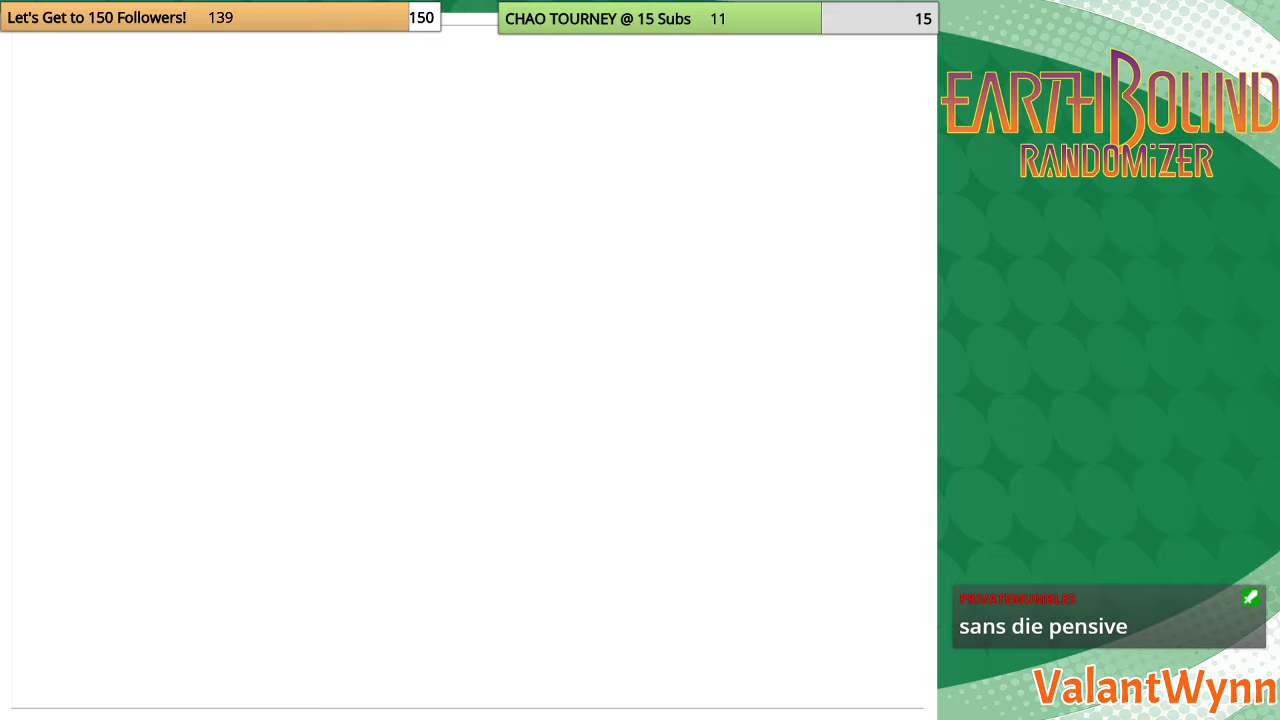 Let's Get to 150 Followers! 139 150
CHAO TOURNEY @ 15 Subs 11 15
EARTHBOUND
RANDOMiZER
PRIVATEMUMBLES
sans die pensive
ValantWynn